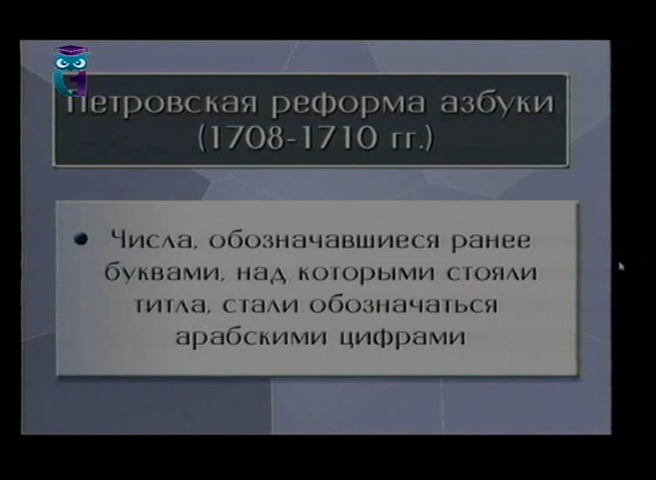 Петровская реформа азбуки
(1708-1710 гг.)
Числа, обозначавшиеся ранее
буквами, над которыми стояли
титла, стали обозначаться
арабскими цифрами